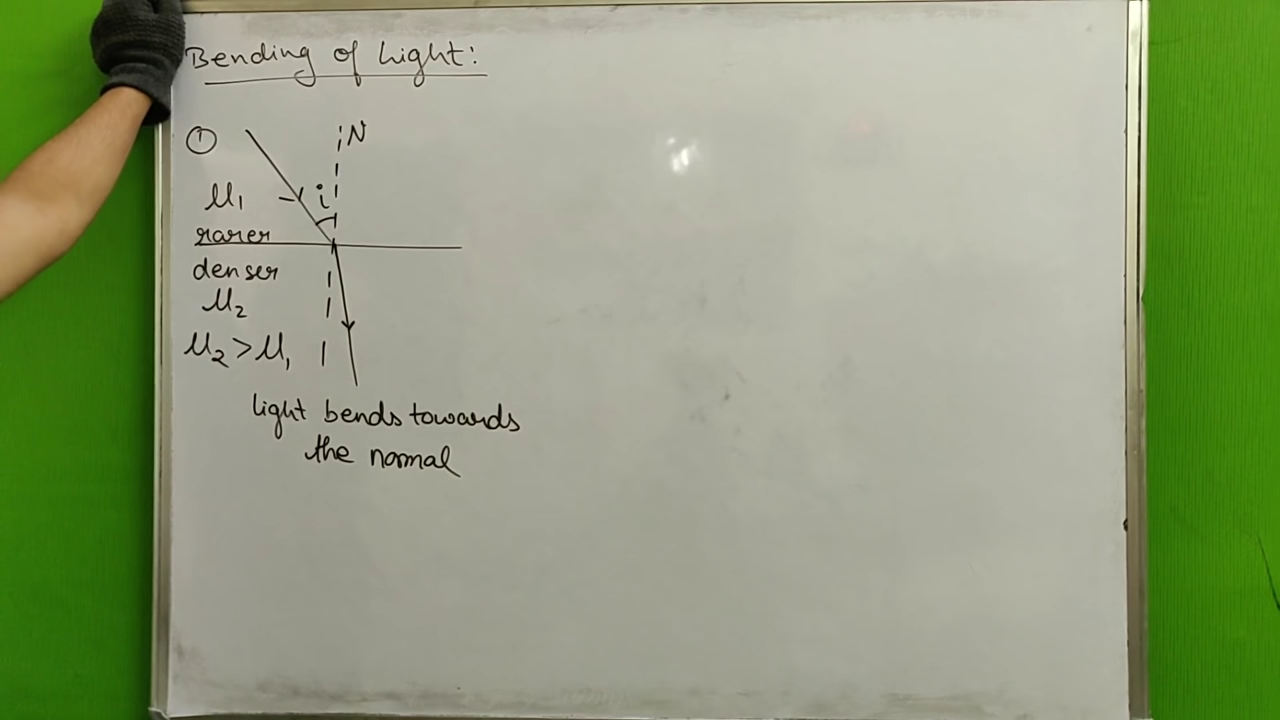 Bending of Light:
①
N
μ₁
i
rarer
denser
μ₂
μ₂ > μ₁
light bends towards
the normal